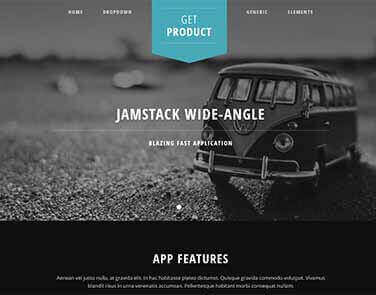 HOME
DROPDOWN
GET
PRODUCT
GENERIC
ELEMENTS
JAMSTACK WIDE-ANGLE
BLAZING FAST APPLICATION
APP FEATURES
Aenean vel justo nulla, at gravida elit. In hac habitasse platea dictumst. Quisque gravida commodo volutpat. Vivamus
blandit risus in urna venenatis accumsan. Pellentesque habitant morbi consequat nullam.